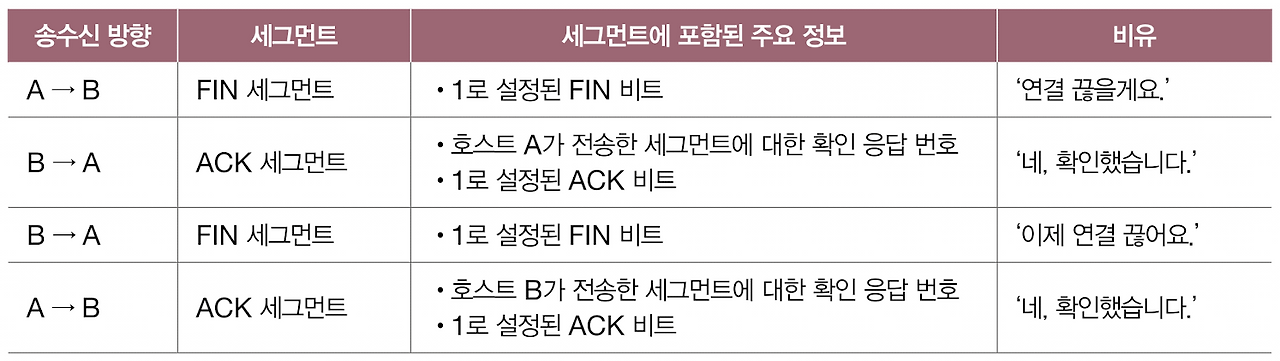 송수신 방향 세그먼트 세그먼트에 포함된 주요 정보 비유
A → B FIN 세그먼트 • 1로 설정된 FIN 비트 ‘연결 끊을게요.’
B → A ACK 세그먼트 • 호스트 A가 전송한 세그먼트에 대한 확인 응답 번호
• 1로 설정된 ACK 비트 ‘네, 확인했습니다.’
B → A FIN 세그먼트 • 1로 설정된 FIN 비트 ‘이제 연결 끊어요.’
A → B ACK 세그먼트 • 호스트 B가 전송한 세그먼트에 대한 확인 응답 번호
• 1로 설정된 ACK 비트 ‘네, 확인했습니다.’